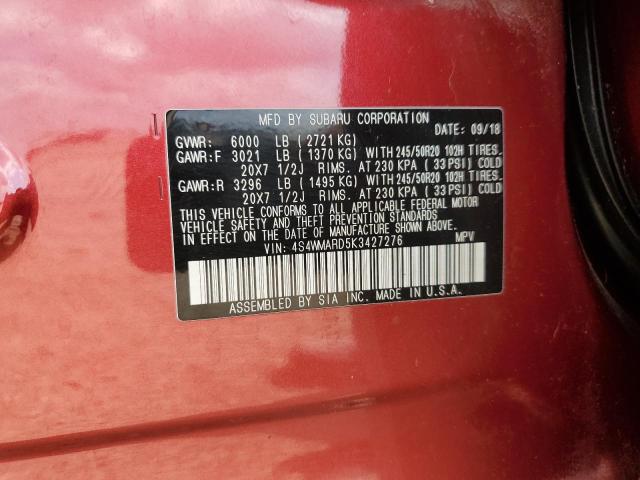 MFD BY SUBARU CORPORATION
DATE: 09/18
GVWR: 6000 LB ( 2721 KG)
GAWR: F 3021 LB ( 1370 KG) WITH 245/50R20 102H TIRES.
20X7 1/2J RIMS. AT 230 KPA ( 33 PSI) COLD
GAWR: R 3296 LB ( 1495 KG) WITH 245/50R20 102H TIRES.
20X7 1/2J RIMS. AT 230 KPA ( 33 PSI) COLD
THIS VEHICLE CONFORMS TO ALL APPLICABLE FEDERAL MOTOR
VEHICLE SAFETY AND THEFT PREVENTION STANDARDS
IN EFFECT ON THE DATE OF MANUFACTURE SHOWN ABOVE.
VIN: 4S4WMARD5K3427276 MPV
ASSEMBLED BY SIA INC. MADE IN U.S.A.